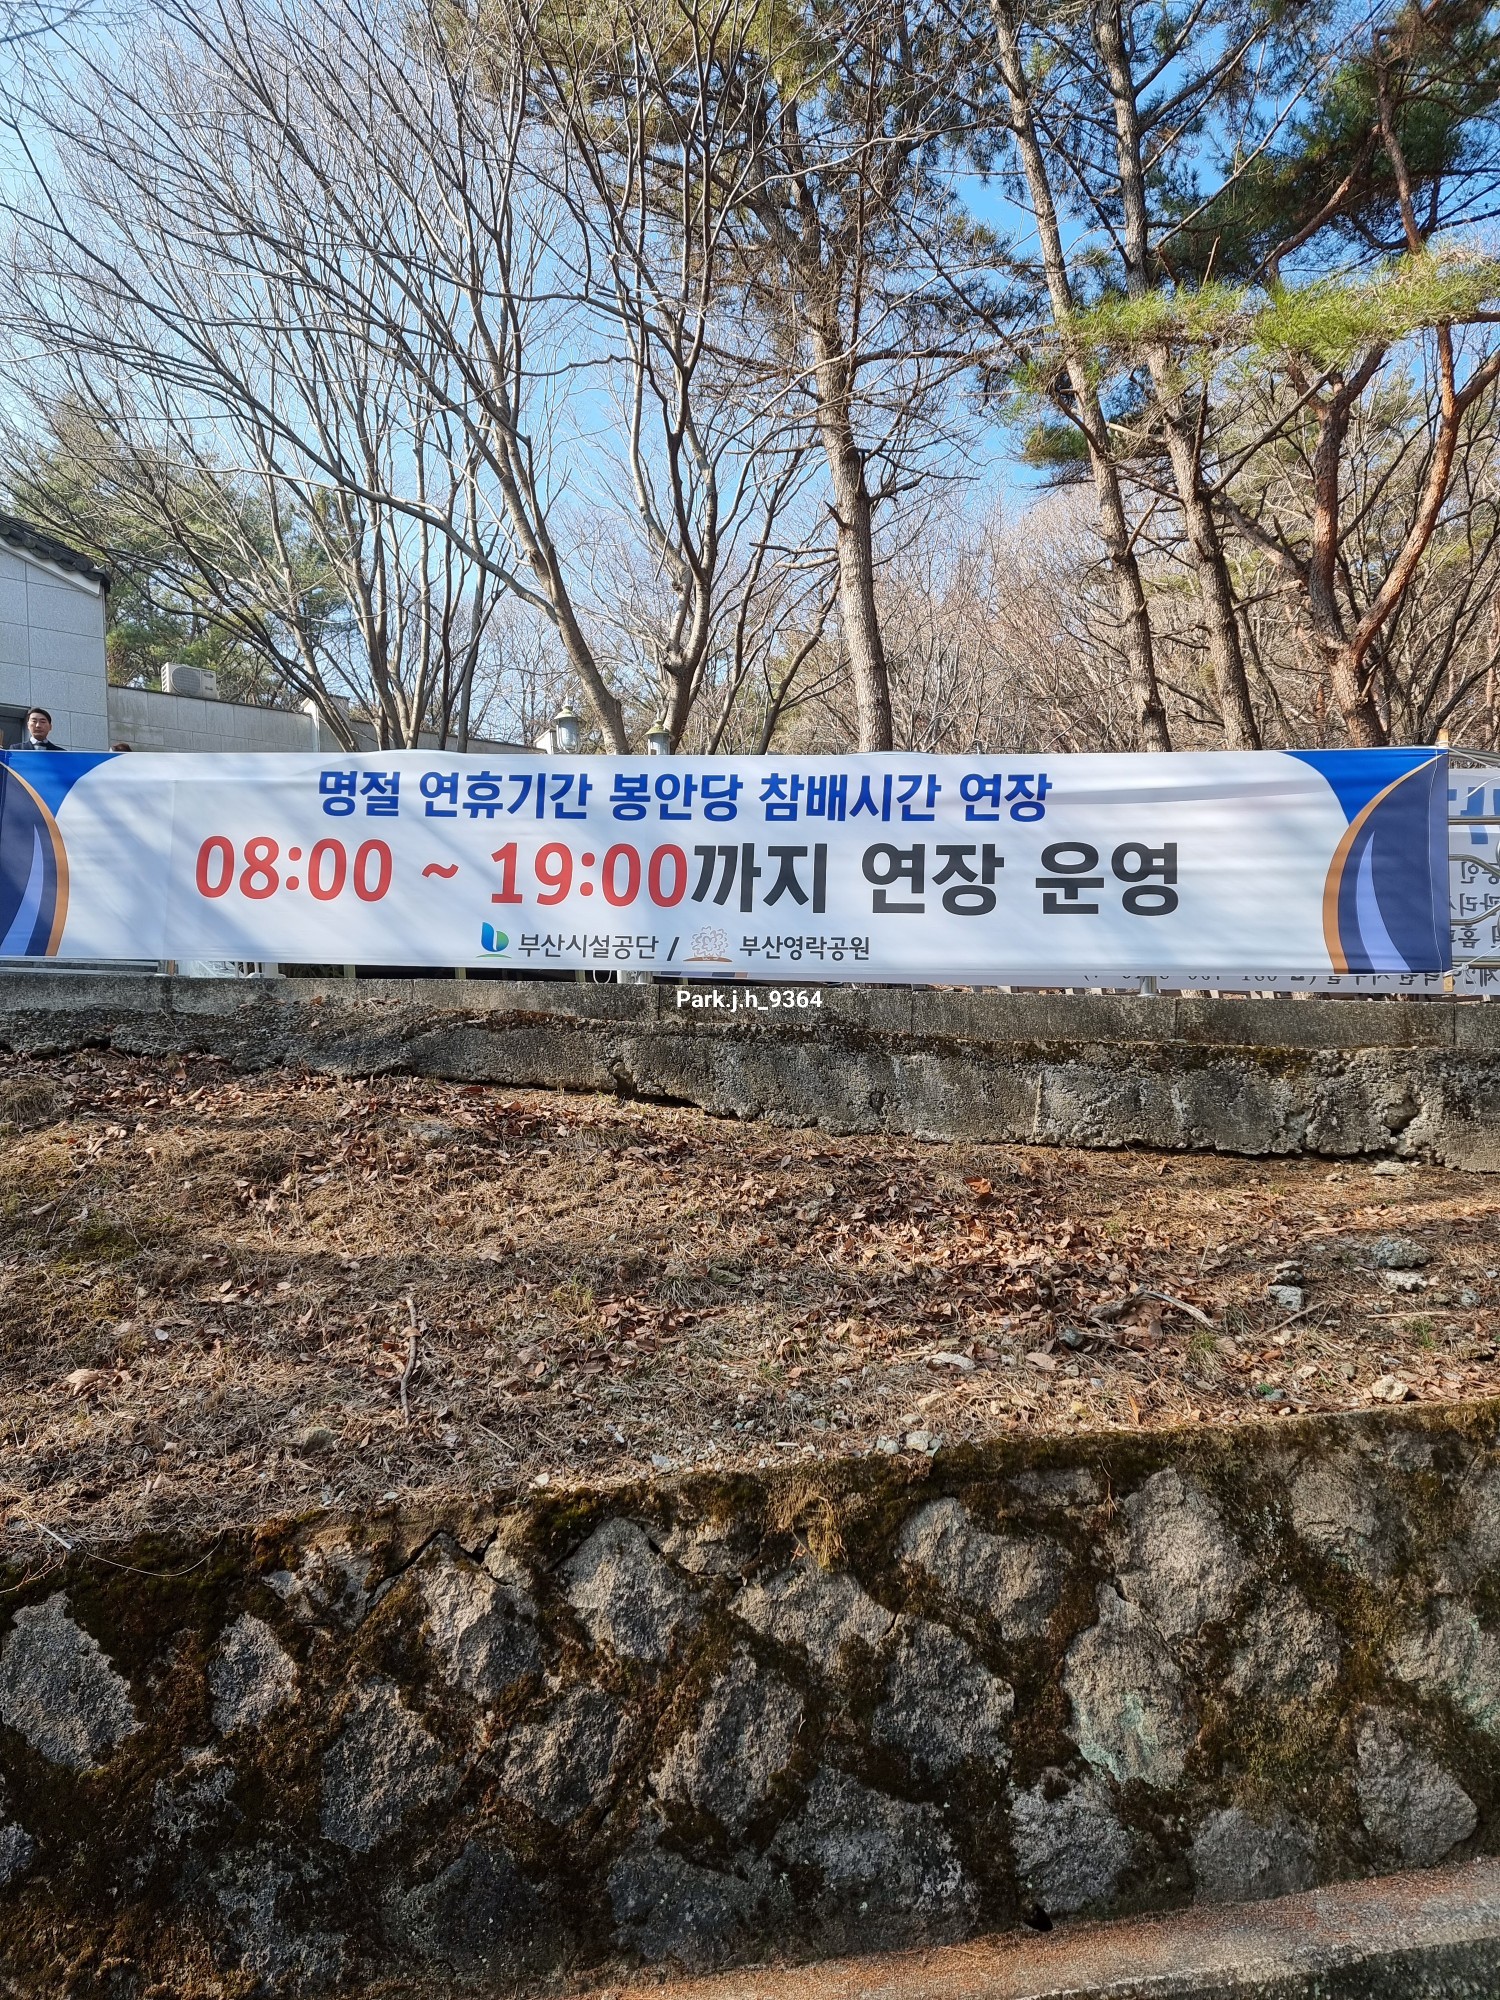 명절 연휴기간 봉안당 참배시간 연장
08:00 ~ 19:00까지 연장 운영
부산시설공단 / 부산영락공원
Park.j.h_9364